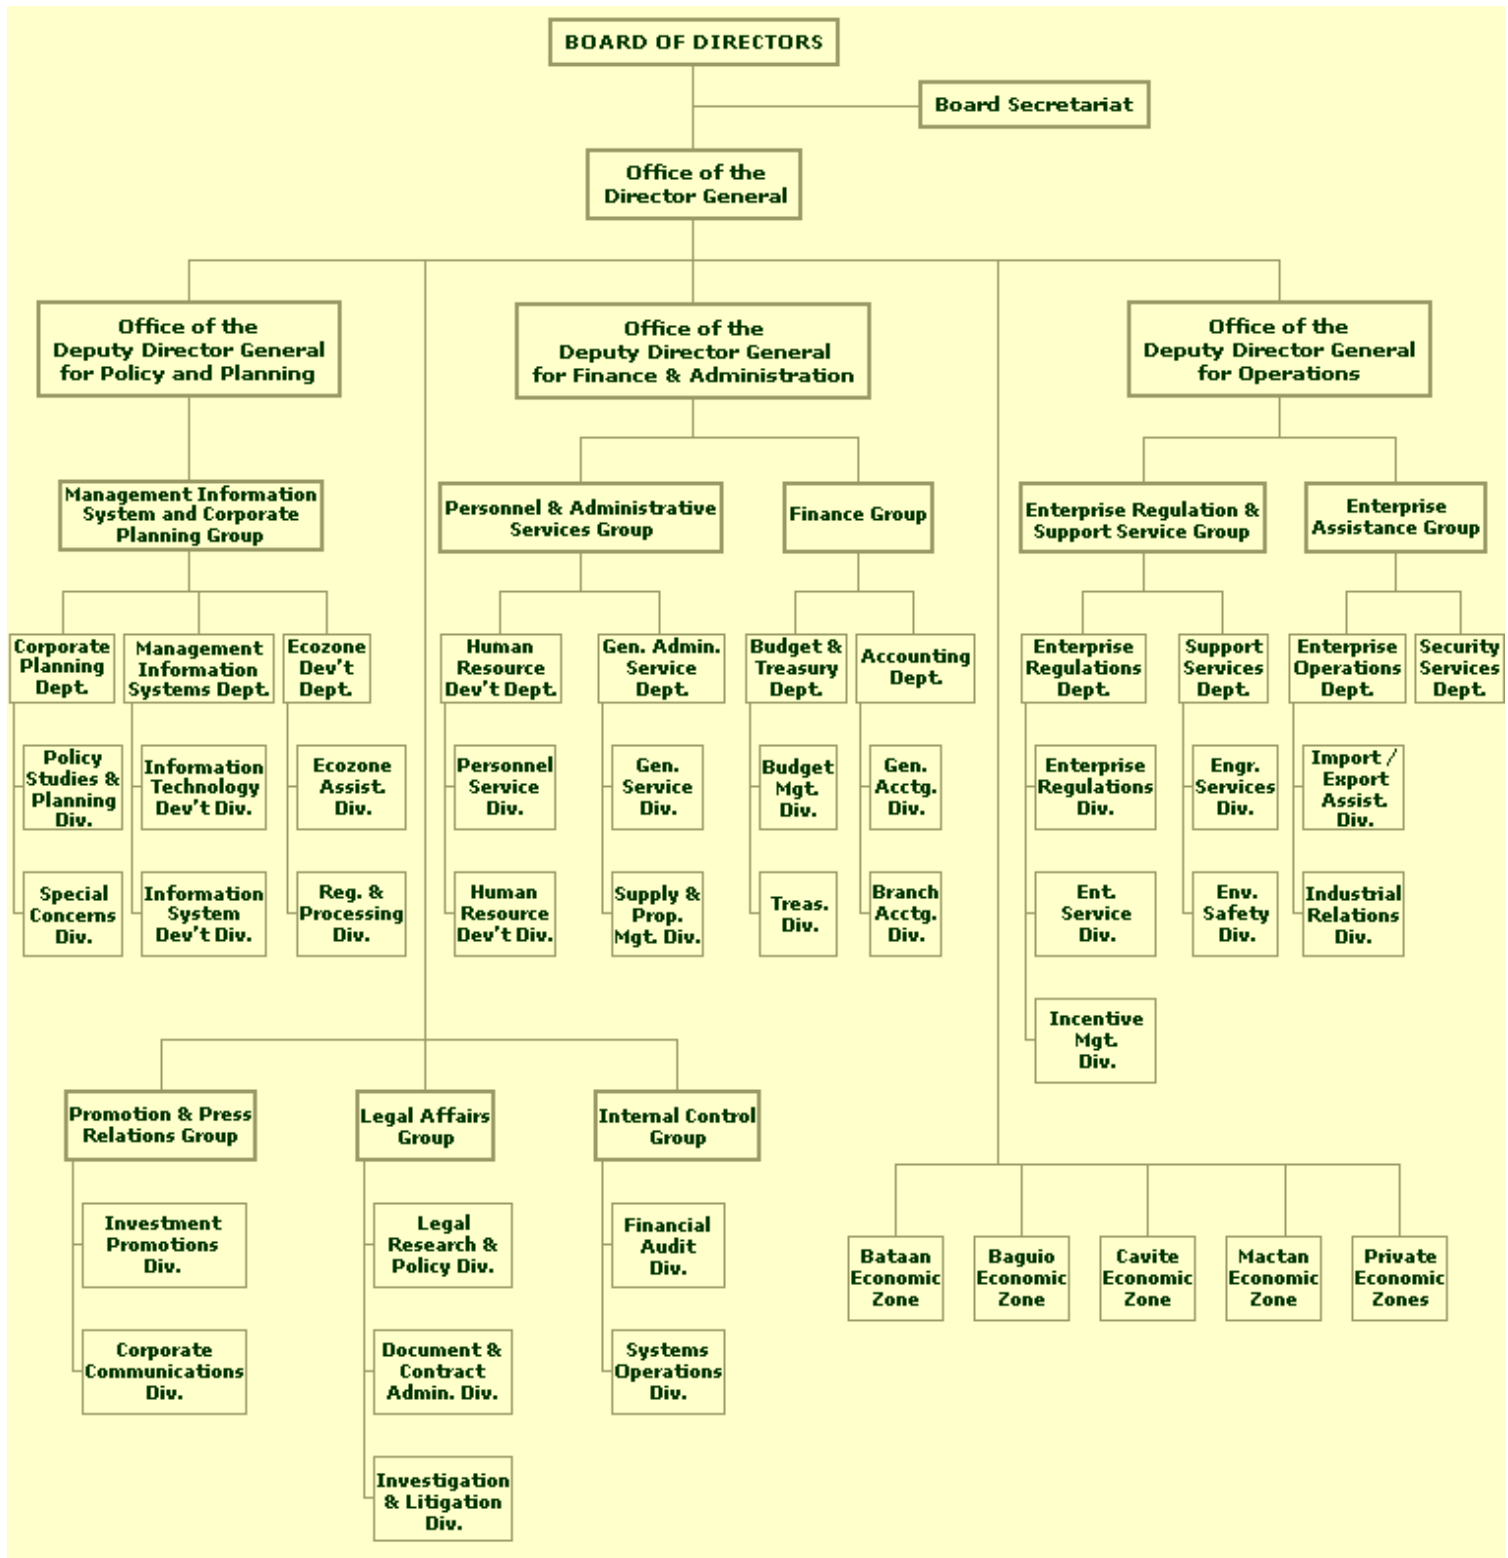 BOARD OF DIRECTORS
Board Secretariat
Office of the
Director General
Office of the
Deputy Director General
for Policy and Planning
Office of the
Deputy Director General
for Finance & Administration
Office of the
Deputy Director General
for Operations
Management Information
System and Corporate
Planning Group
Personnel & Administrative
Services Group
Finance Group
Enterprise Regulation &
Support Service Group
Enterprise
Assistance Group
Corporate
Planning
Dept.
Management
Information
Systems Dept.
Ecozone
Dev't
Dept.
Human
Resource
Dev't Dept.
Gen. Admin.
Service
Dept.
Budget &
Treasury
Dept.
Accounting
Dept.
Enterprise
Regulations
Dept.
Support
Services
Dept.
Enterprise
Operations
Dept.
Security
Services
Dept.
Policy
Studies &
Planning
Div.
Information
Technology
Dev't Div.
Ecozone
Assist.
Div.
Personnel
Service
Div.
Gen.
Service
Div.
Budget
Mgt.
Div.
Gen.
Acctg.
Div.
Enterprise
Regulations
Div.
Engr.
Services
Div.
Import /
Export
Assist.
Div.
Special
Concerns
Div.
Information
System
Dev't Div.
Reg. &
Processing
Div.
Human
Resource
Dev't Div.
Supply &
Prop.
Mgt. Div.
Treas.
Div.
Branch
Acctg.
Div.
Ent.
Service
Div.
Env.
Safety
Div.
Industrial
Relations
Div.
Incentive
Mgt.
Div.
Promotion & Press
Relations Group
Legal Affairs
Group
Internal Control
Group
Investment
Promotions
Div.
Legal
Research &
Policy Div.
Financial
Audit
Div.
Bataan
Economic
Zone
Baguio
Economic
Zone
Cavite
Economic
Zone
Mactan
Economic
Zone
Private
Economic
Zones
Corporate
Communications
Div.
Document &
Contract
Admin. Div.
Systems
Operations
Div.
Investigation
& Litigation
Div.